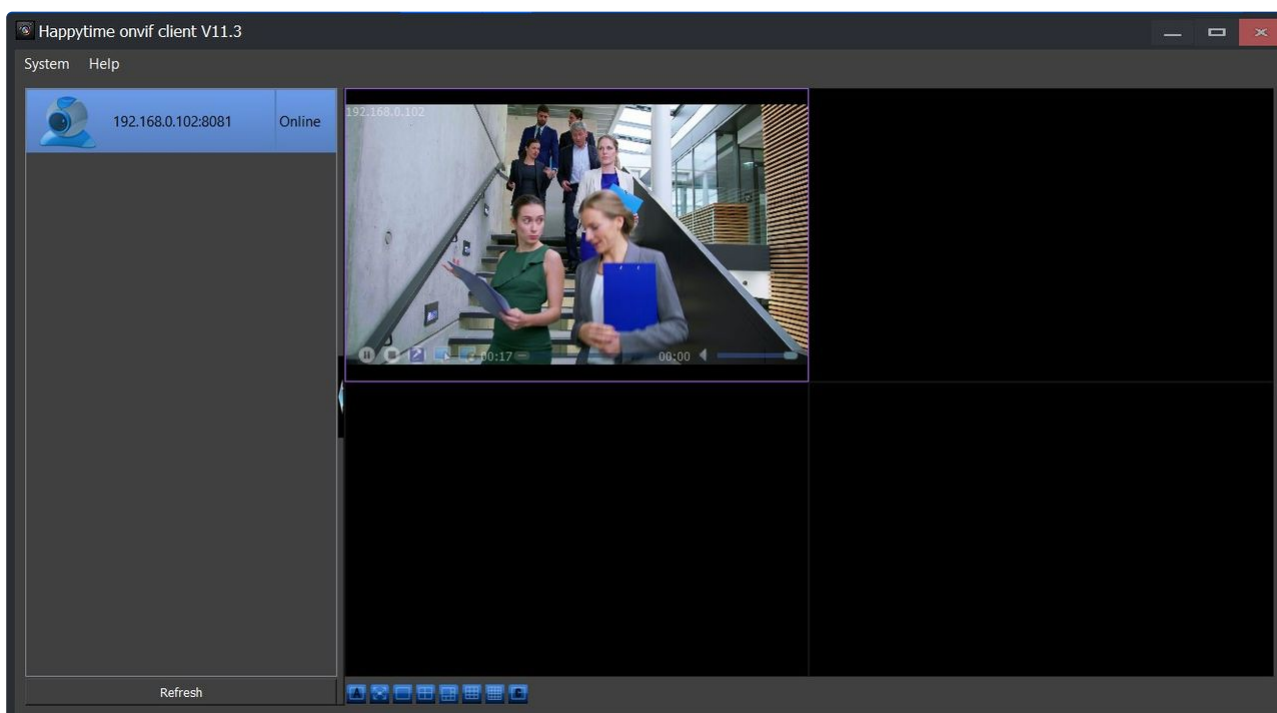 Happytime onvif client V11.3
System Help
192.168.0.102:8081 Online
192.168.0.102
00:17 00:00
Refresh
A